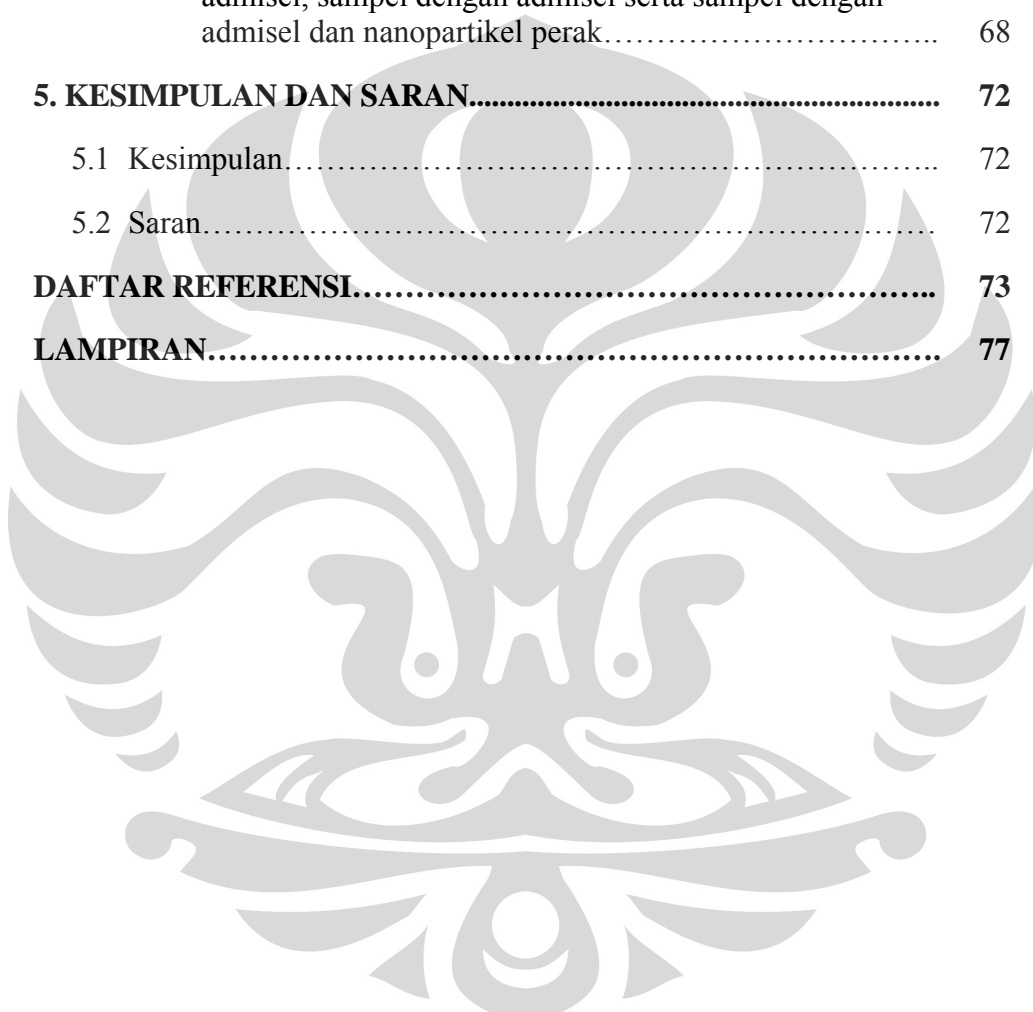 admisel, sampel dengan admisel serta sampel dengan
admisel dan nanopartikel perak………………………….. 68
5. KESIMPULAN DAN SARAN............................................................ 72
5.1 Kesimpulan……………………………………………………….. 72
5.2 Saran………………………………………………………………. 72
DAFTAR REFERENSI……………………………………………….. 73
LAMPIRAN………………………………………………………………. 77